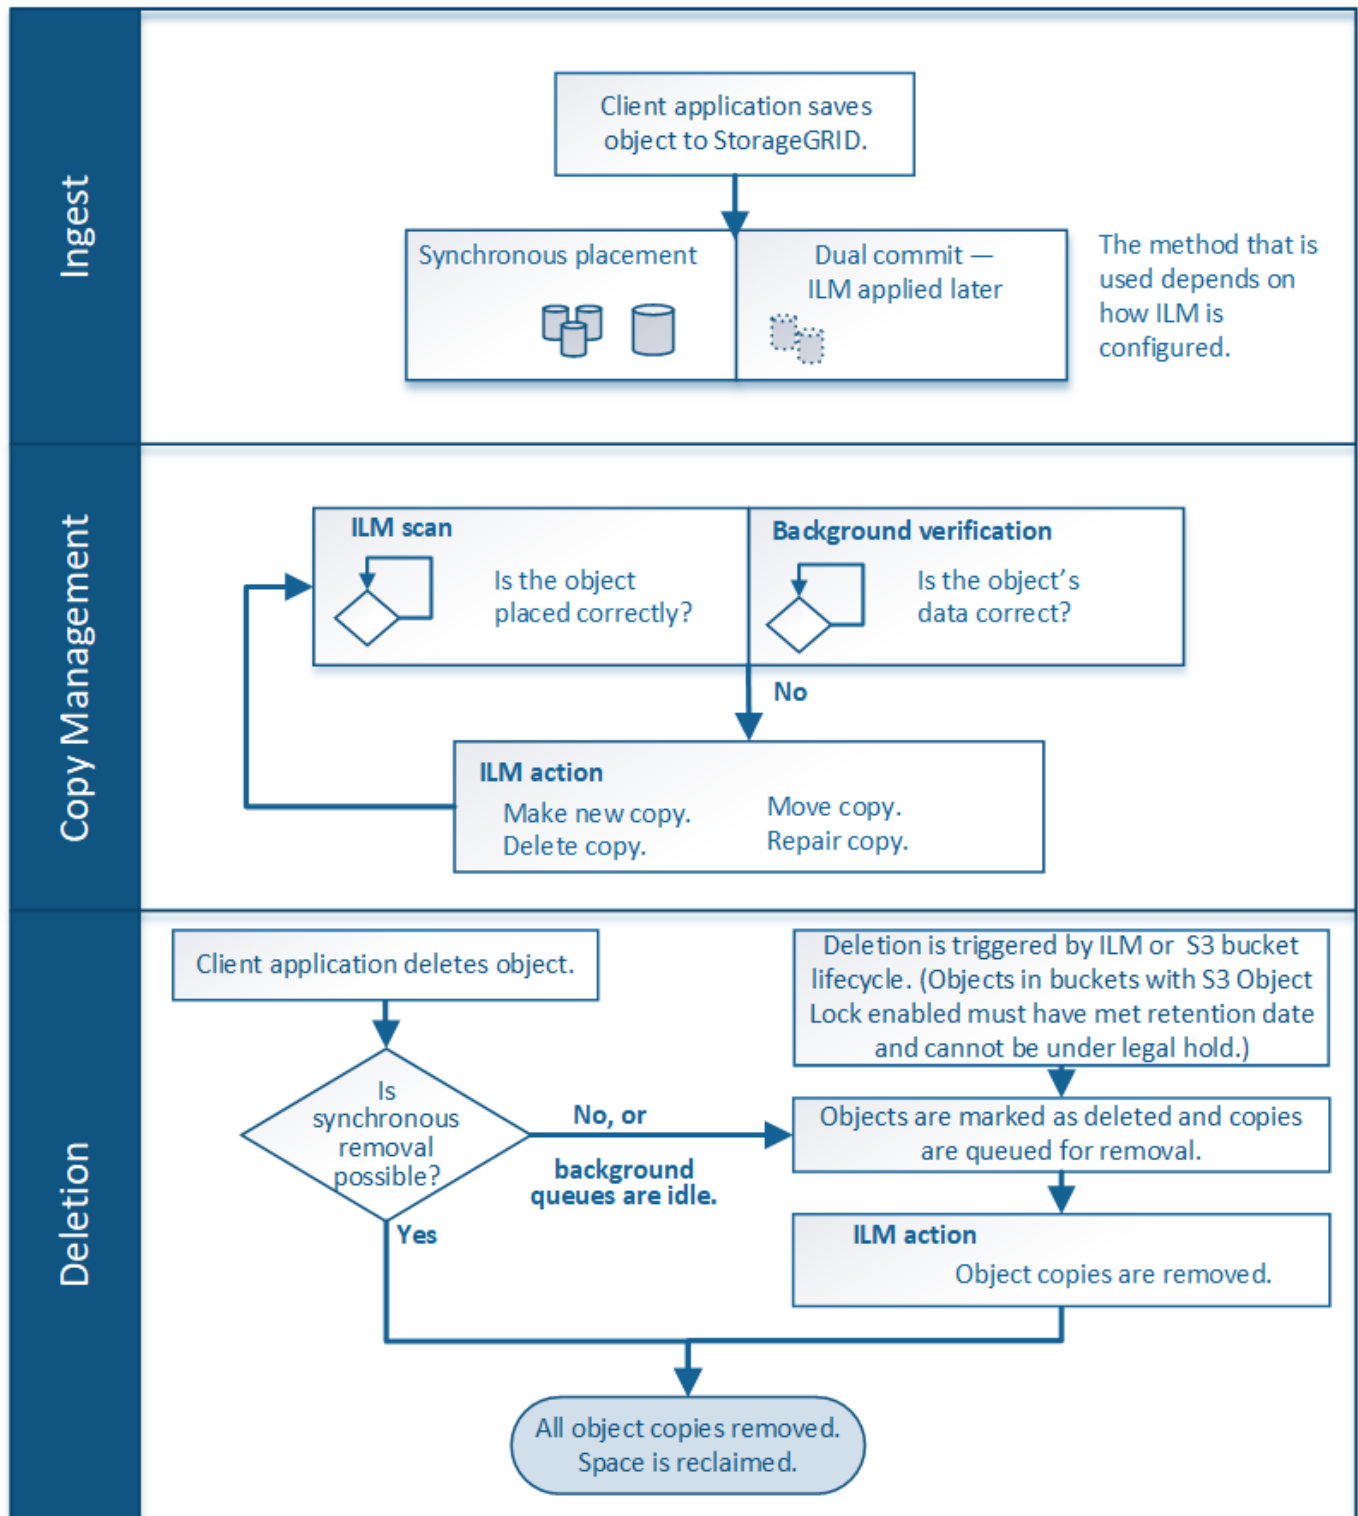 Ingest
Client application saves
object to StorageGRID.
Synchronous placement
Dual commit —
ILM applied later
The method that is
used depends on
how ILM is
configured.
Copy Management
ILM scan
Is the object
placed correctly?
Background verification
Is the object's
data correct?
No
ILM action
Make new copy.
Delete copy.
Move copy.
Repair copy.
Deletion
Client application deletes object.
Is
synchronous
removal
possible?
No, or
background
queues are idle.
Yes
Deletion is triggered by ILM or S3 bucket
lifecycle. (Objects in buckets with S3 Object
Lock enabled must have met retention date
and cannot be under legal hold.)
Objects are marked as deleted and copies
are queued for removal.
ILM action
Object copies are removed.
All object copies removed.
Space is reclaimed.